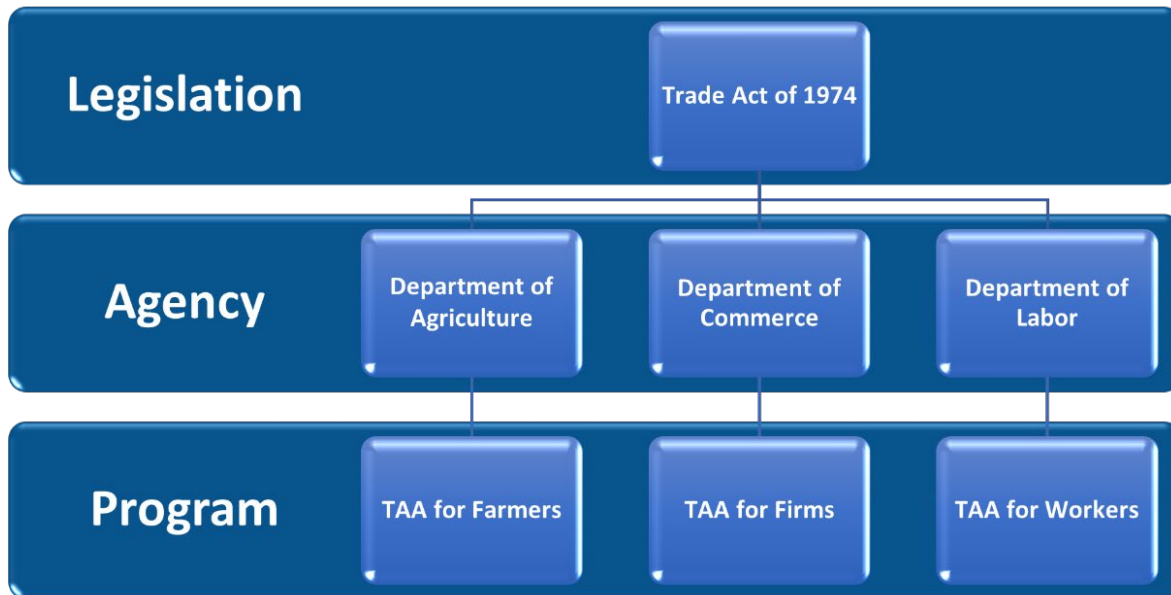 Legislation
Trade Act of 1974
Agency
Department of
Agriculture
Department of
Commerce
Department of
Labor
Program
TAA for Farmers
TAA for Firms
TAA for Workers